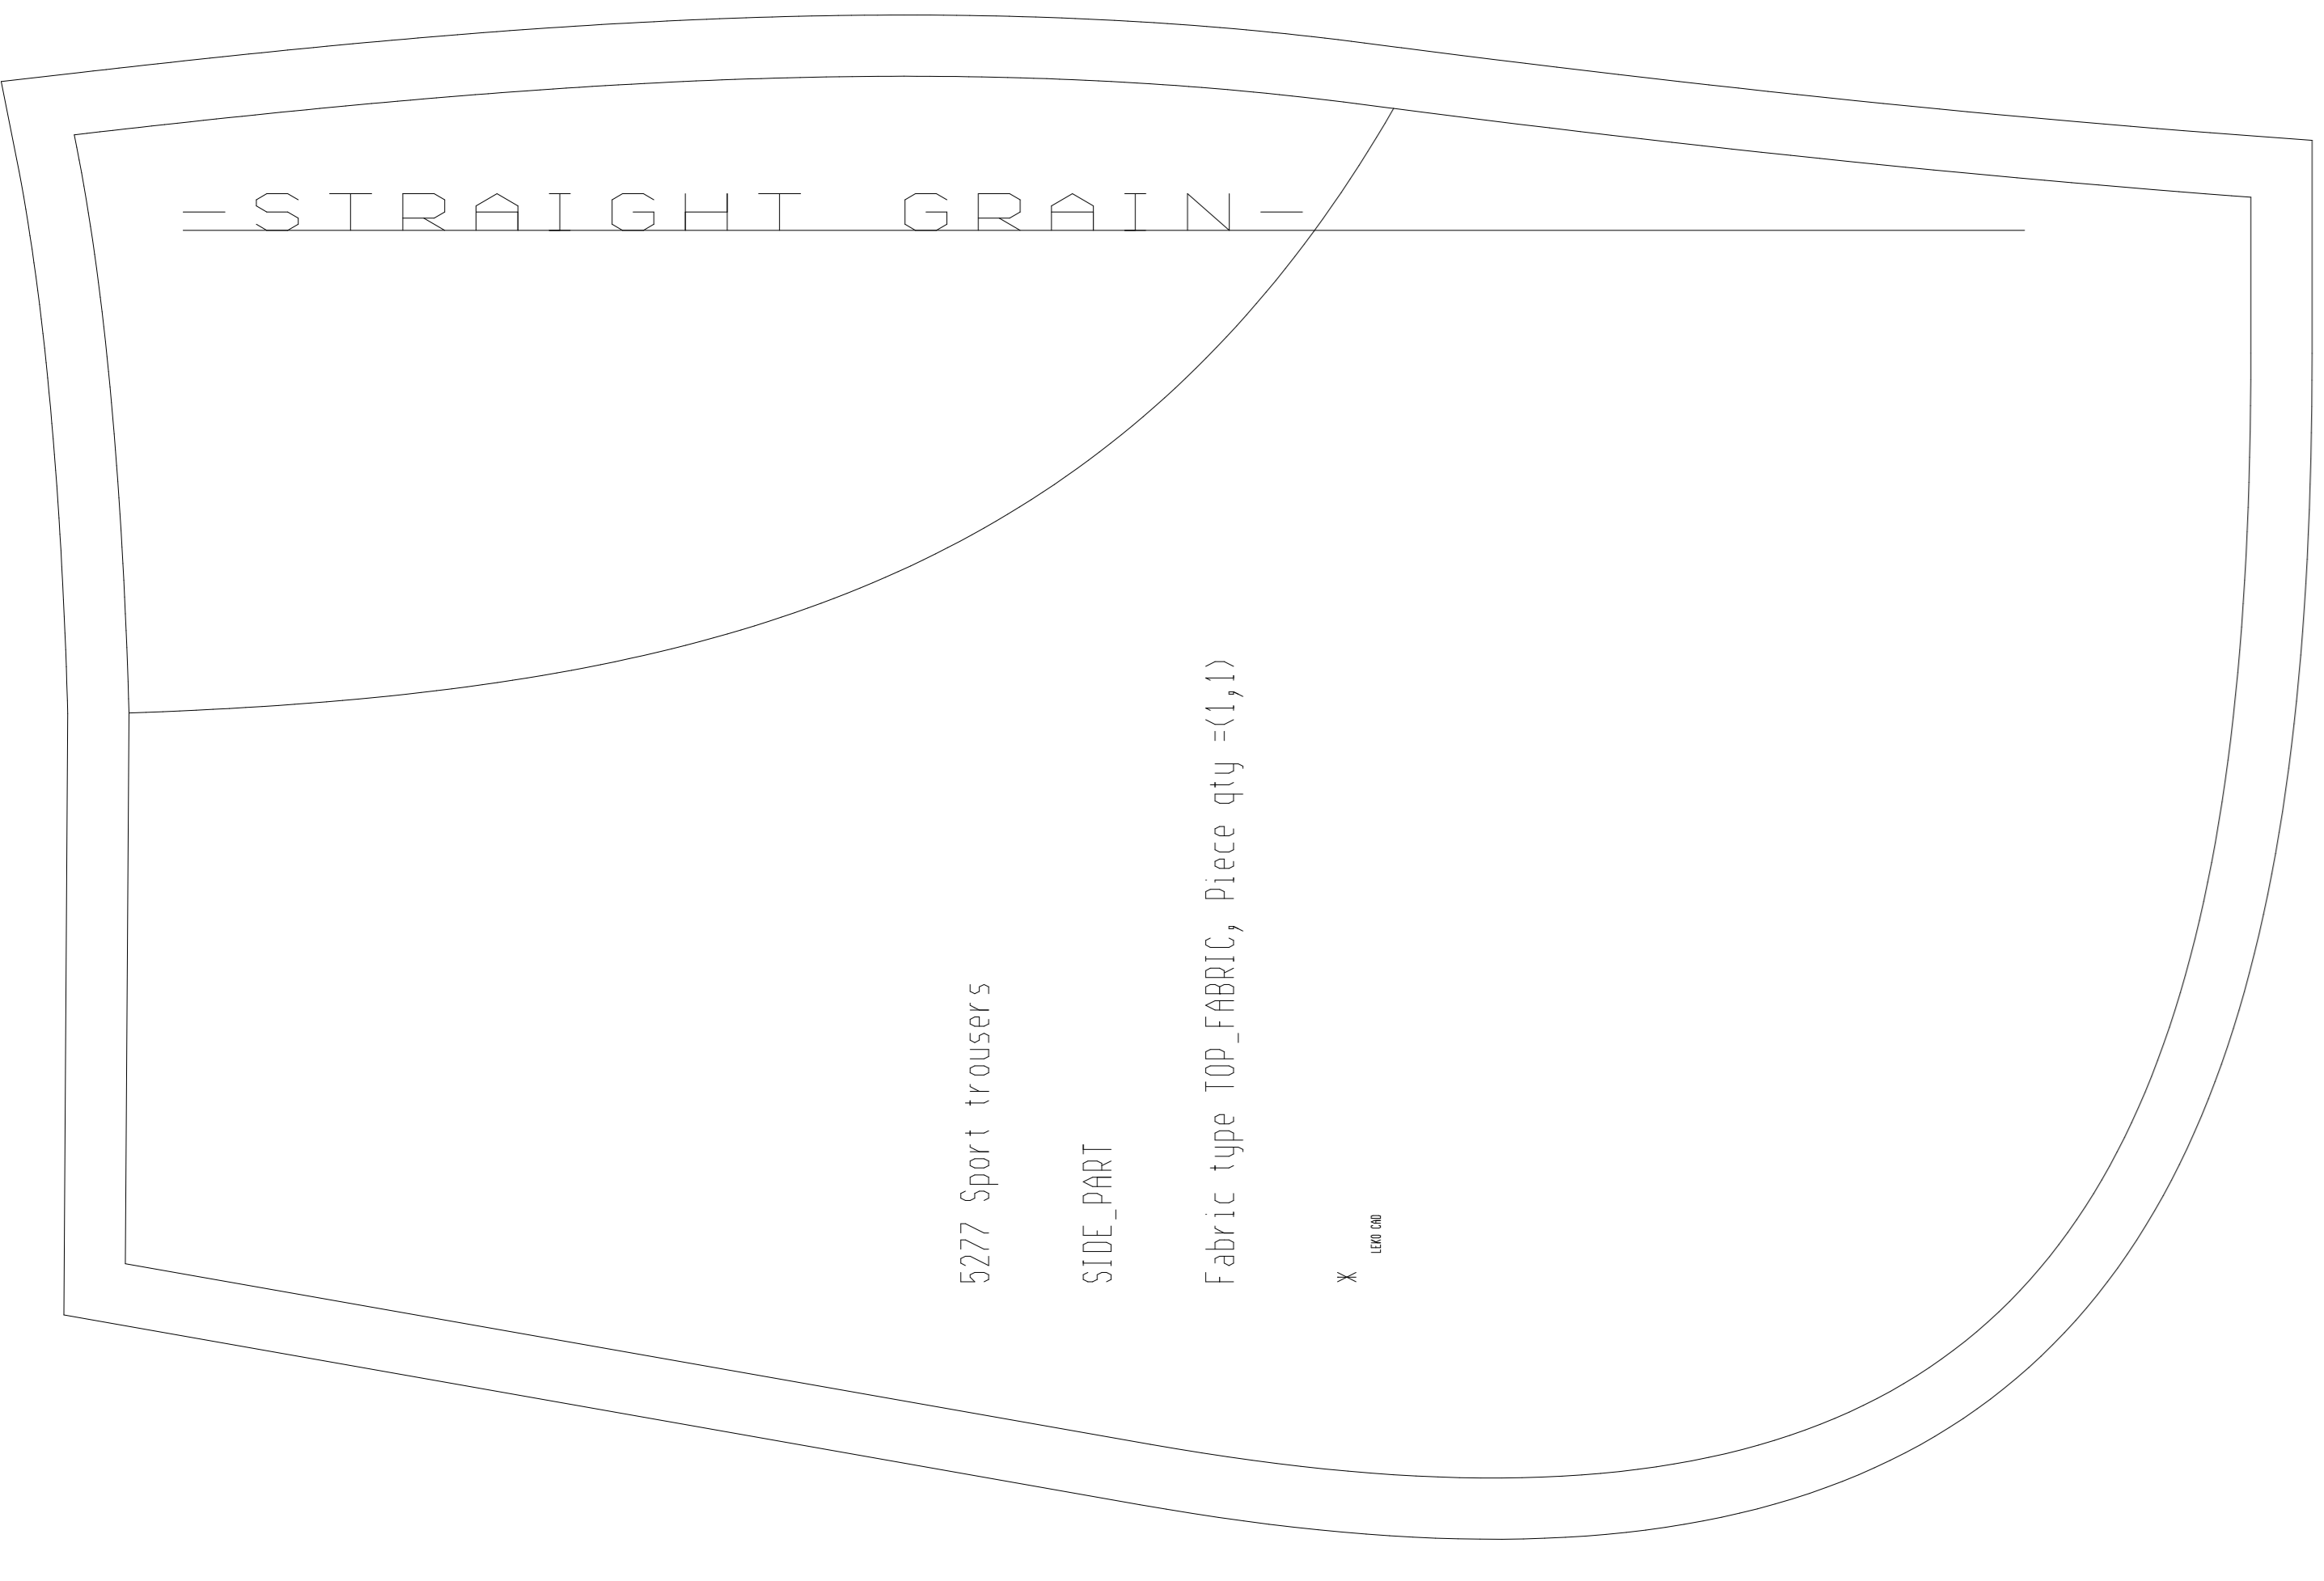 -STRAIGHT GRAIN-
5277 Sport trousers
SIDE_PART
Fabric type TOP_FABRIC, Piece qty =(1,1)
X
LEKO CAD